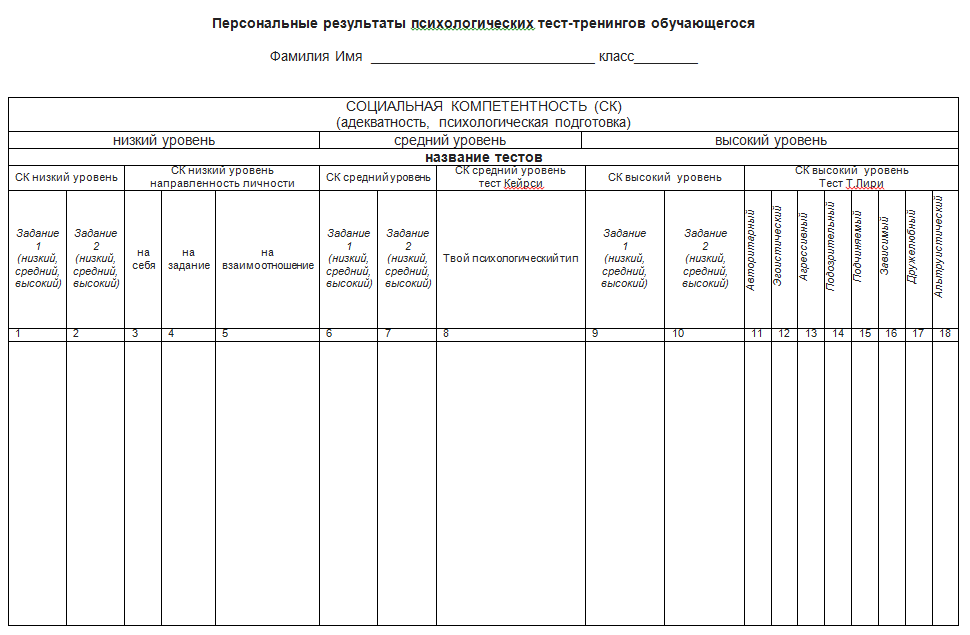 Персональные результаты психологических тест-тренингов обучающегося
Фамилия Имя ____________________________ класс________
СОЦИАЛЬНАЯ КОМПЕТЕНТНОСТЬ (СК)
(адекватность, психологическая подготовка)
низкий уровень средний уровень высокий уровень
название тестов
СК низкий уровень
СК низкий уровень
направленность личности
СК средний уровень
СК средний уровень
тест Кейрси
СК высокий уровень
СК высокий уровень
Тест Т.Лири
Задание
1
(низкий,
средний,
высокий)
Задание
2
(низкий,
средний,
высокий)
на
себя
на
задание
на
взаимоотношение
Задание
1
(низкий,
средний,
высокий)
Задание
2
(низкий,
средний,
высокий)
Твой психологический тип
Задание
1
(низкий,
средний,
высокий)
Задание
2
(низкий,
средний,
высокий)
Авторитарный
Эгоистический
Агрессивный
Подозрительный
Подчиняемый
Зависимый
Дружелюбный
Альтруистический
1 2 3 4 5 6 7 8 9 10 11 12 13 14 15 16 17 18